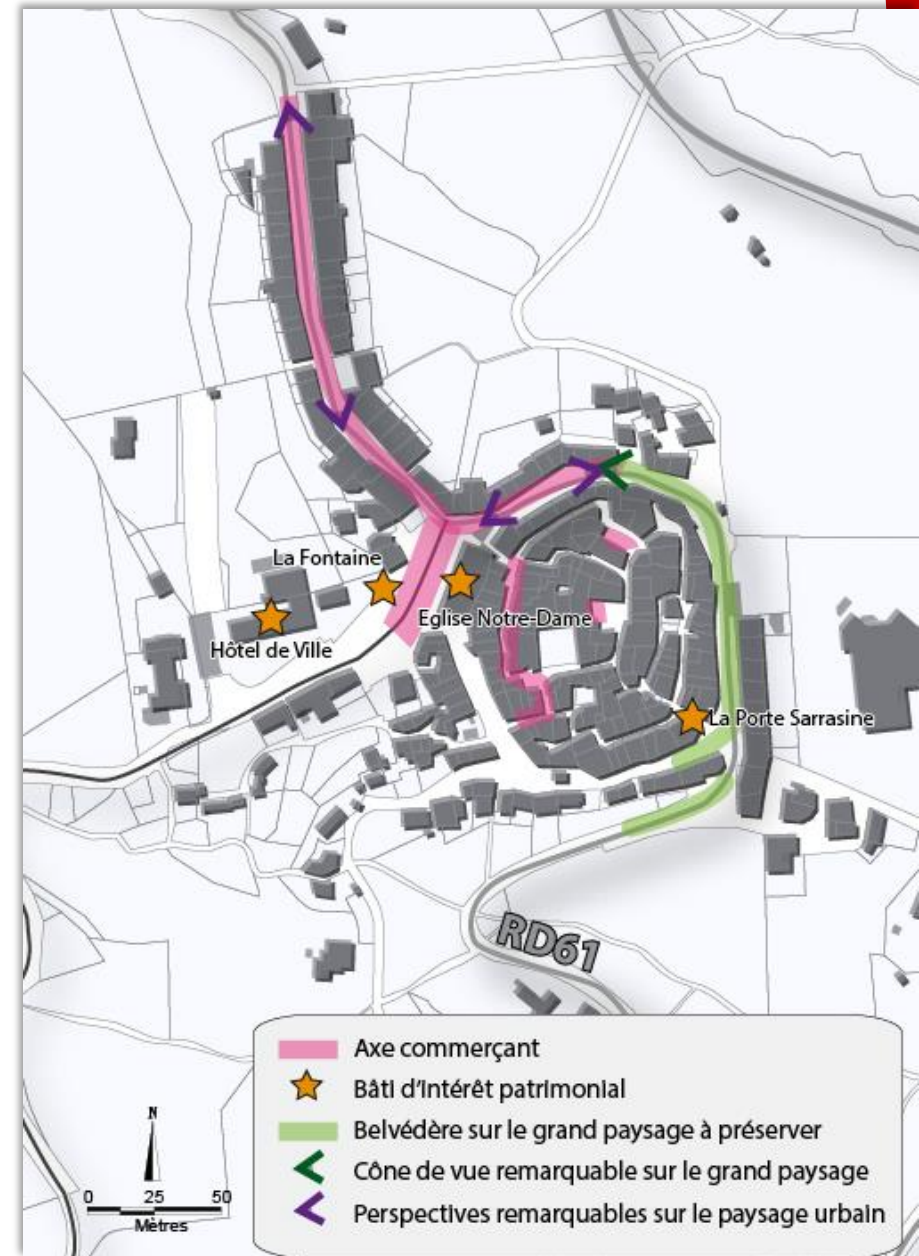 La Fontaine
Eglise Notre-Dame
Hôtel de Ville
La Porte Sarrasine
RD61
Axe commerçant
Bâti d'intérêt patrimonial
Belvédère sur le grand paysage à préserver
Cône de vue remarquable sur le grand paysage
Perspectives remarquables sur le paysage urbain
N
0 25 50
Mètres